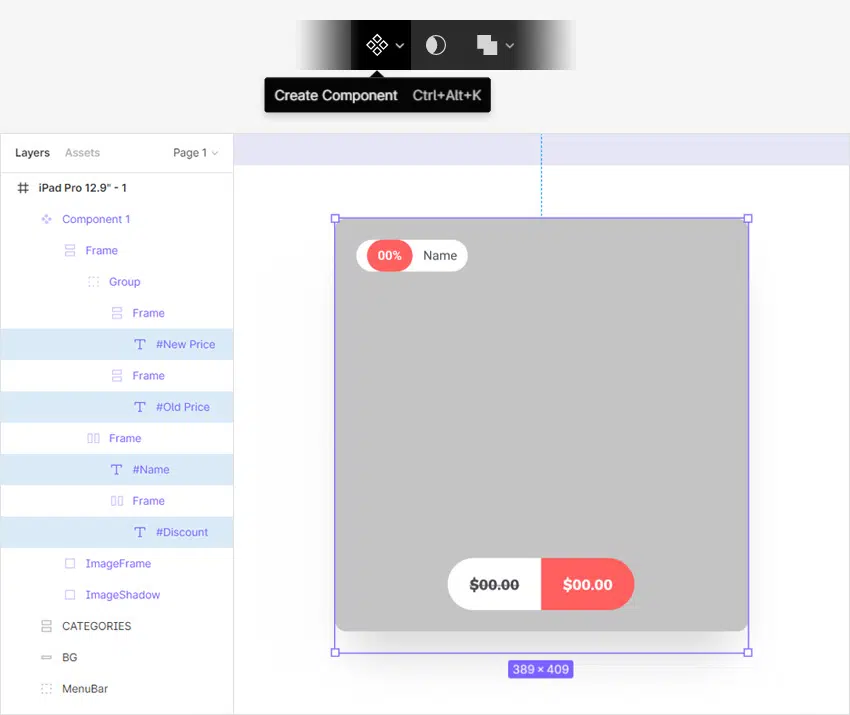 Create Component Ctrl+Alt+K
Layers Assets Page 1
iPad Pro 12.9" - 1
Component 1
Frame
Group
Frame
#New Price
Frame
#Old Price
Frame
#Name
Frame
#Discount
ImageFrame
ImageShadow
CATEGORIES
BG
MenuBar
00% Name
$00.00 $00.00
389 × 409